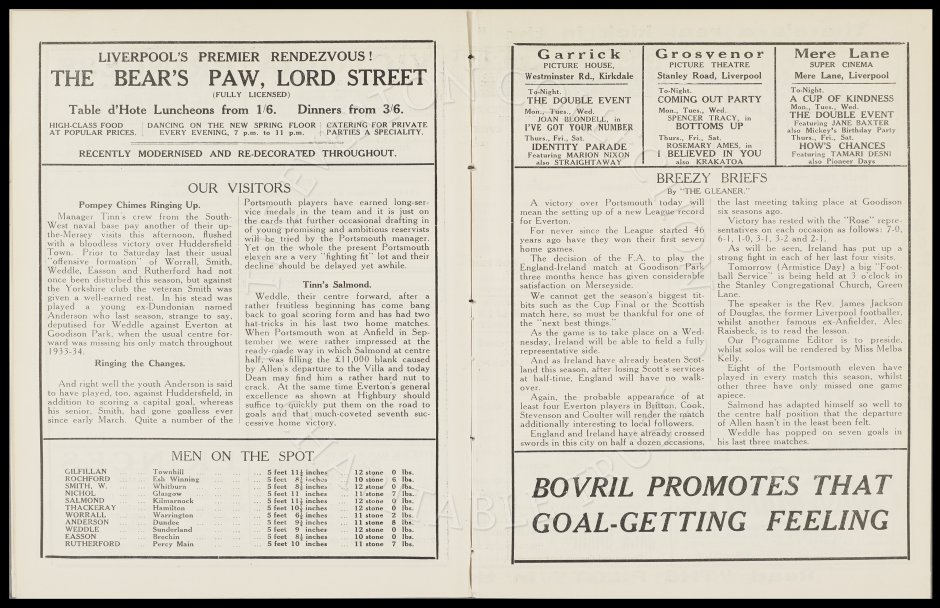 LIVERPOOL'S PREMIER RENDEZVOUS!
THE BEAR'S PAW, LORD STREET
(FULLY LICENSED)
Table d'Hote Luncheons from 1/6. Dinners from 3/6.
HIGH-CLASS FOOD
AT POPULAR PRICES.
DANCING ON THE NEW SPRING FLOOR
EVERY EVENING, 7 p.m. to 11 p.m.
CATERING FOR PRIVATE
PARTIES A SPECIALITY.
RECENTLY MODERNISED AND RE-DECORATED THROUGHOUT.
OUR VISITORS
Pompey Chimes Ringing Up.
Manager Tinn's crew from the South-
West naval base pay another of their up-
the-Mersey visits this afternoon, flushed
with a bloodless victory over Huddersfield
Town. Prior to Saturday last their usual
"offensive formation" of Worrall, Smith,
Weddle, Easson and Rutherford had not
once been disturbed this season, but against
the Yorkshire club the veteran Smith was
given a well-earned rest. In his stead was
played a young ex-Dundonian named
Anderson who last season, strange to say,
deputised for Weddle against Everton at
Goodison Park, when the usual centre for-
ward was missing his only match throughout
1933-34.
Ringing the Changes.
And right well the youth Anderson is said
to have played, too, against Huddersfield, in
addition to scoring a capital goal, whereas
his senior, Smith, had gone goalless ever
since early March. Quite a number of the
Portsmouth players have earned long-ser-
vice medals in the team and it is just on
the cards that further occasional drafting in
of young promising and ambitious reservists
will be tried by the Portsmouth manager.
Yet on the whole the present Portsmouth
eleven are a very "fighting fit" lot and their
decline should be delayed yet awhile.
Tinn's Salmond.
Weddle, their centre forward, after a
rather fruitless beginning has come bang
back to goal scoring form and has had two
hat-tricks in his last two home matches.
When Portsmouth won at Anfield in Sep-
tember we were rather impressed at the
ready-made way in which Salmond at centre
half, was filling the £11,000 blank caused
by Allen's departure to the Villa and today
Dean may find him a rather hard nut to
crack. At the same time Everton's general
excellence as shown at Highbury should
suffice to quickly put them on the road to
goals and that much-coveted seventh suc-
cessive home victory.
MEN ON THE SPOT
GILFILLAN ... Townhill ... 5 feet 11½ inches ... 12 stone 0 lbs.
ROCHFORD ... Esh Winning ... 5 feet 8½ inches ... 10 stone 6 lbs.
SMITH, W. ... Whitburn ... 5 feet 8½ inches ... 12 stone 0 lbs.
NICHOL ... Glasgow ... 5 feet 11 inches ... 11 stone 7 lbs.
SALMOND ... Kilmarnock ... 5 feet 11½ inches ... 12 stone 0 lbs.
THACKERAY ... Hamilton ... 5 feet 10½ inches ... 12 stone 0 lbs.
WORRALL ... Warrington ... 5 feet 6½ inches ... 11 stone 2 lbs.
ANDERSON ... Dundee ... 5 feet 9½ inches ... 11 stone 8 lbs.
WEDDLE ... Sunderland ... 5 feet 9 inches ... 12 stone 0 lbs.
EASSON ... Brechin ... 5 feet 8½ inches ... 10 stone 0 lbs.
RUTHERFORD ... Percy Main ... 5 feet 10 inches ... 11 stone 7 lbs.
Garrick
PICTURE HOUSE,
Westminster Rd., Kirkdale
To-Night.
THE DOUBLE EVENT
Mon., Tues., Wed.
JOAN BLONDELL, in
I'VE GOT YOUR NUMBER
Thurs., Fri., Sat.
IDENTITY PARADE
Featuring MARION NIXON
also STRAIGHTAWAY
Grosvenor
PICTURE THEATRE
Stanley Road, Liverpool
To-Night.
COMING OUT PARTY
Mon., Tues., Wed.
SPENCER TRACY, in
BOTTOMS UP
Thurs., Fri., Sat.
ROSEMARY AMES, in
I BELIEVED IN YOU
also KRAKATOA
Mere Lane
SUPER CINEMA
Mere Lane, Liverpool
To-Night.
A CUP OF KINDNESS
Mon., Tues., Wed.
THE DOUBLE EVENT
Featuring JANE BAXTER
also Mickey's Birthday Party
Thurs., Fri., Sat.
HOW'S CHANCES
Featuring TAMARI DESNI
also Pioneer Days
BREEZY BRIEFS
By "THE GLEANER."
A victory over Portsmouth today will
mean the setting up of a new League record
for Everton.
For never since the League started 46
years ago have they won their first seven
home games.
The decision of the F.A. to play the
England-Ireland match at Goodison Park
three months hence has given considerable
satisfaction on Merseyside.
We cannot get the season's biggest tit-
bits such as the Cup Final or the Scottish
match here, so must be thankful for one of
the "next best things."
As the game is to take place on a Wed-
nesday, Ireland will be able to field a fully
representative side.
And as Ireland have already beaten Scot-
land this season, after losing Scott's services
at half-time, England will have no walk-
over.
Again, the probable appearance of at
least four Everton players in Britton, Cook,
Stevenson and Coulter will render the match
additionally interesting to local followers.
England and Ireland have already crossed
swords in this city on half a dozen occasions,
the last meeting taking place at Goodison
six seasons ago.
Victory has rested with the "Rose" repre-
sentatives on each occasion as follows: 7-0,
6-1, 1-0, 3-1, 3-2 and 2-1.
As will be seen, Ireland has put up a
strong fight in each of her last four visits.
Tomorrow (Armistice Day) a big "Foot-
ball Service" is being held at 3 o'clock in
the Stanley Congregational Church, Green
Lane.
The speaker is the Rev. James Jackson
of Douglas, the former Liverpool footballer,
whilst another famous ex-Anfielder, Alec
Raisbeck, is to read the lesson.
Our Programme Editor is to preside,
whilst solos will be rendered by Miss Melba
Kelly.
Eight of the Portsmouth eleven have
played in every match this season, whilst
other three have only missed one game
apiece.
Salmond has adapted himself so well to
the centre half position that the departure
of Allen hasn't in the least been felt.
Weddle has popped on seven goals in
his last three matches.
BOVRIL PROMOTES THAT
GOAL-GETTING FEELING